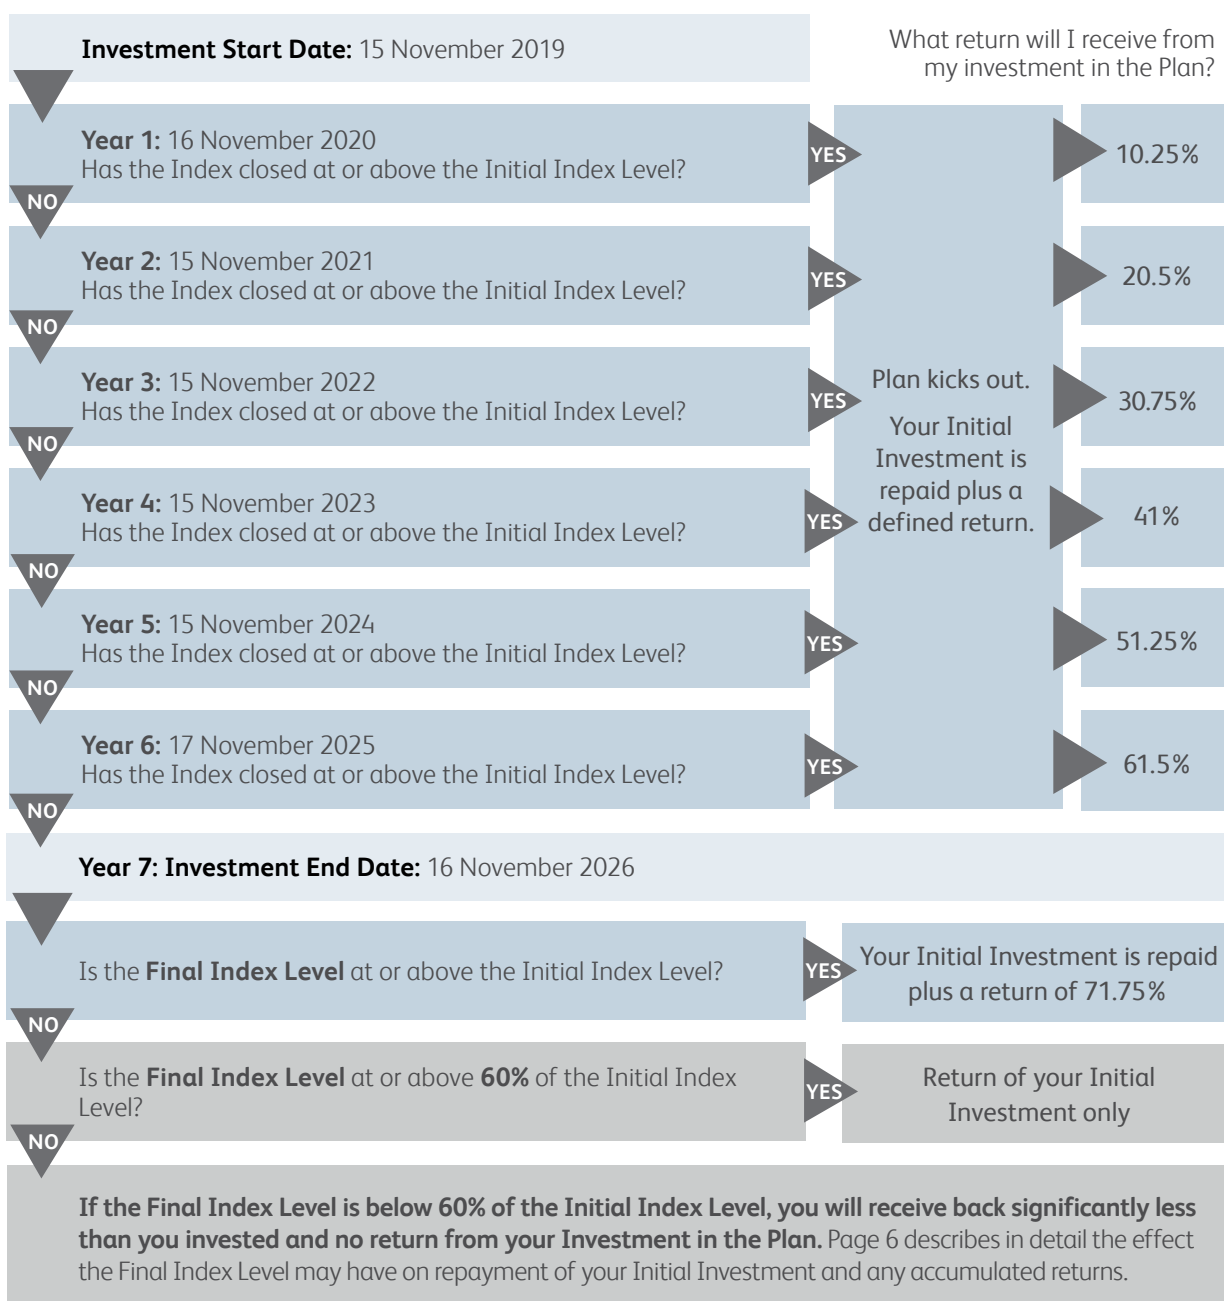 Investment Start Date: 15 November 2019
What return will I receive from
my investment in the Plan?
Year 1: 16 November 2020
Has the Index closed at or above the Initial Index Level?
YES
10.25%
NO
Year 2: 15 November 2021
Has the Index closed at or above the Initial Index Level?
YES
20.5%
NO
Year 3: 15 November 2022
Has the Index closed at or above the Initial Index Level?
YES
30.75%
NO
Plan kicks out.
Your Initial
Investment is
repaid plus a
defined return.
Year 4: 15 November 2023
Has the Index closed at or above the Initial Index Level?
YES
41%
NO
Year 5: 15 November 2024
Has the Index closed at or above the Initial Index Level?
YES
51.25%
NO
Year 6: 17 November 2025
Has the Index closed at or above the Initial Index Level?
YES
61.5%
NO
Year 7: Investment End Date: 16 November 2026
Is the Final Index Level at or above the Initial Index Level?
YES
Your Initial Investment is repaid
plus a return of 71.75%
NO
Is the Final Index Level at or above 60% of the Initial Index
Level?
YES
Return of your Initial
Investment only
NO
If the Final Index Level is below 60% of the Initial Index Level, you will receive back significantly less
than you invested and no return from your Investment in the Plan. Page 6 describes in detail the effect
the Final Index Level may have on repayment of your Initial Investment and any accumulated returns.